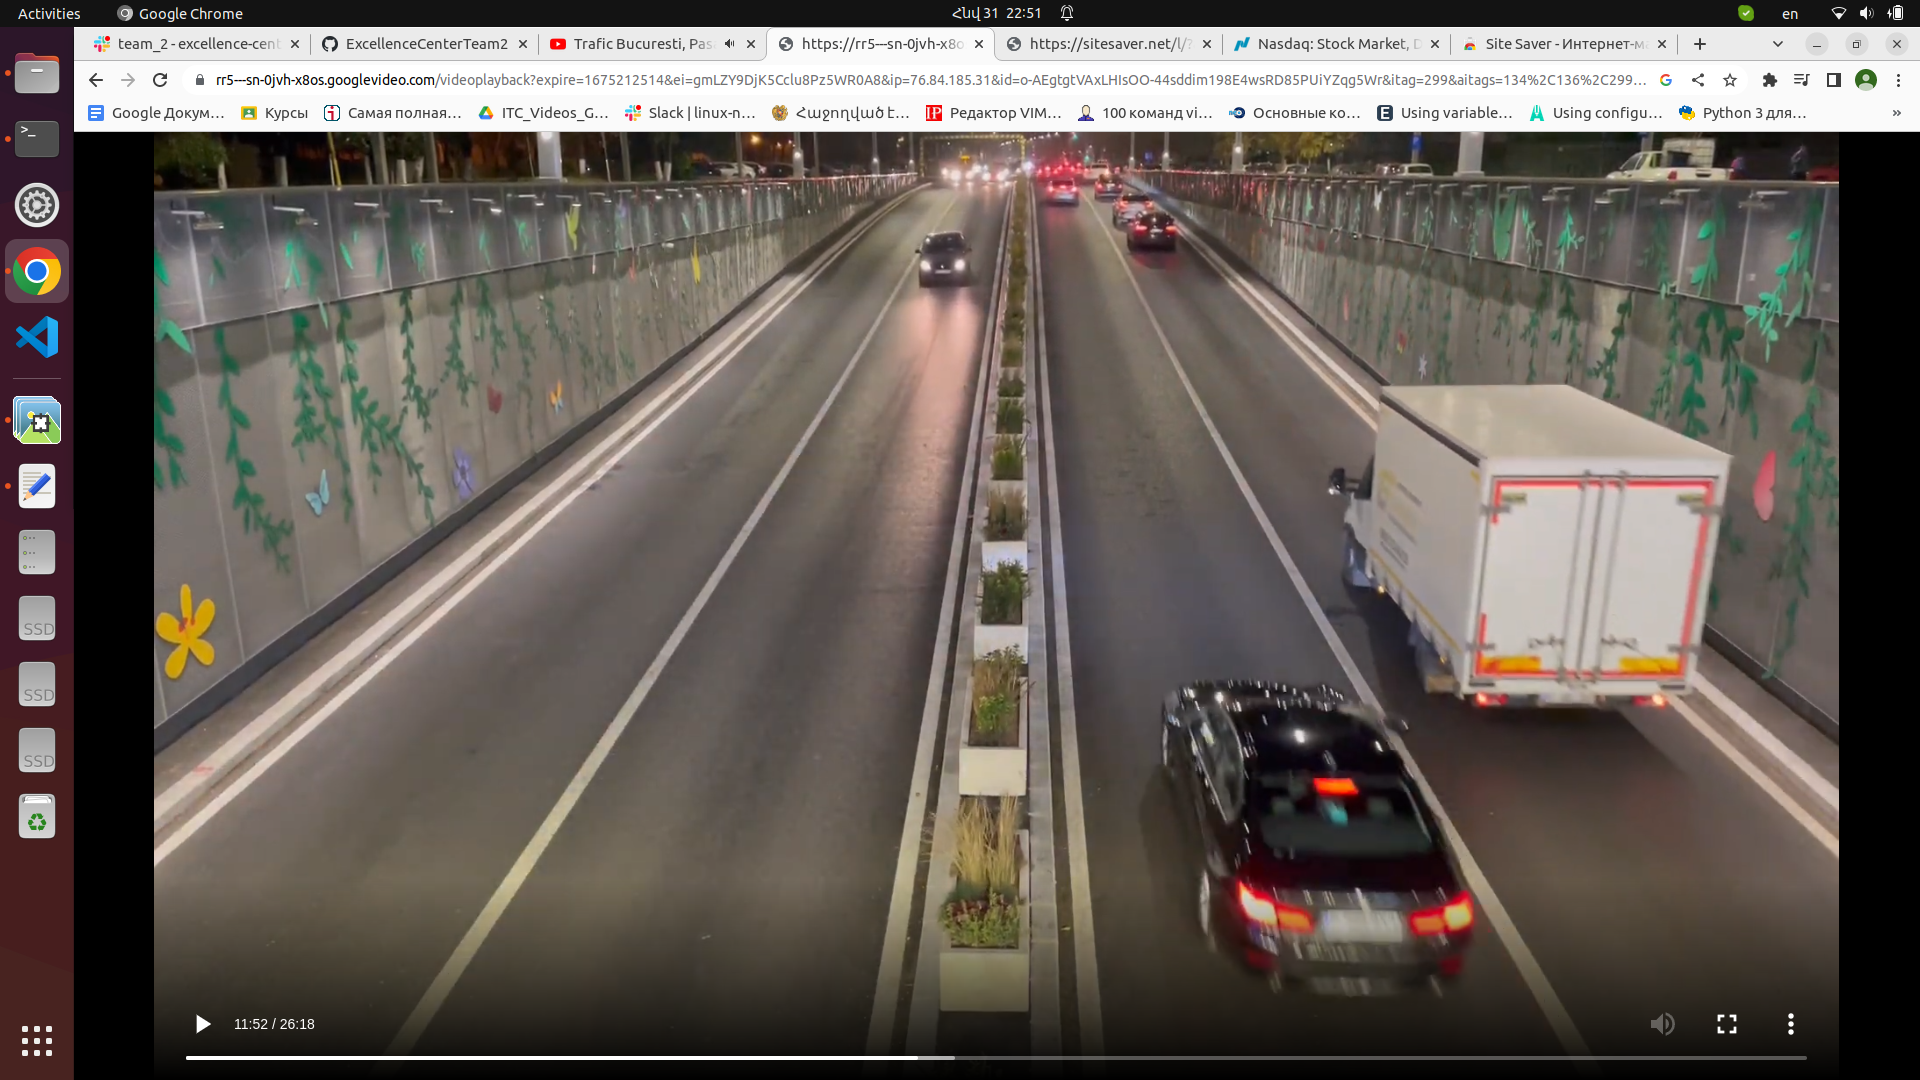 Activities Google Chrome Հնվ 31 22:51 en
team_2 - excellence-cent ExcellenceCenterTeam2 Trafic Bucuresti, Pasa https://rr5---sn-0jvh-x8o https://sitesaver.net/l/? Nasdaq: Stock Market, D Site Saver - Интернет-ма
rr5---sn-0jvh-x8os.googlevideo.com/videoplayback?expire=1675212514&ei=gmLZY9DjK5Cclu8Pz5WR0A8&ip=76.84.185.31&id=o-AEgtgtVAxLHIsOO-44sddim198E4wsRD85PUiYZqg5Wr&itag=299&aitags=134%2C136%2C299...
Google Докум... Курсы Самая полная... ITC_Videos_G... Slack | linux-n... Հաջողված է... Редактор VIM... 100 команд vi... Основные ко... Using variable... Using configu... Python 3 для... »
SSD
SSD
SSD
11:52 / 26:18